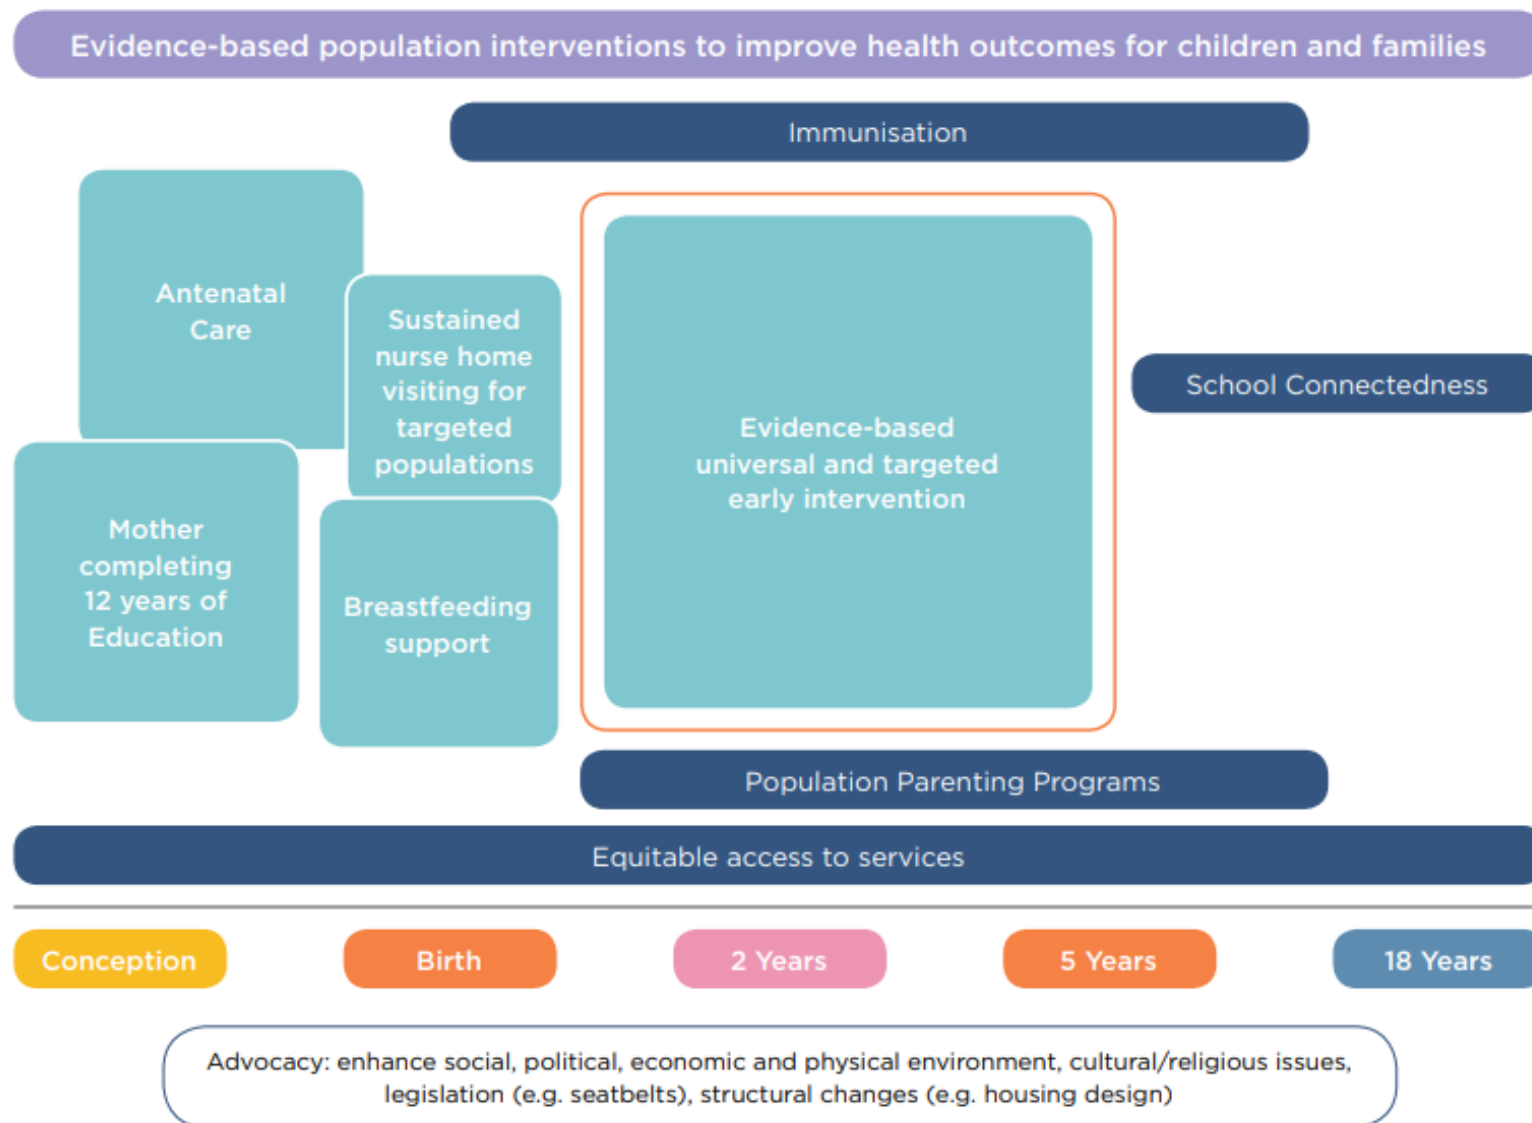 Evidence-based population interventions to improve health outcomes for children and families
Immunisation
Antenatal
Care
Sustained
nurse home
visiting for
targeted
populations
Evidence-based
universal and targeted
early intervention
School Connectedness
Mother
completing
12 years of
Education
Breastfeeding
support
Population Parenting Programs
Equitable access to services
Conception
Birth
2 Years
5 Years
18 Years
Advocacy: enhance social, political, economic and physical environment, cultural/religious issues,
legislation (e.g. seatbelts), structural changes (e.g. housing design)